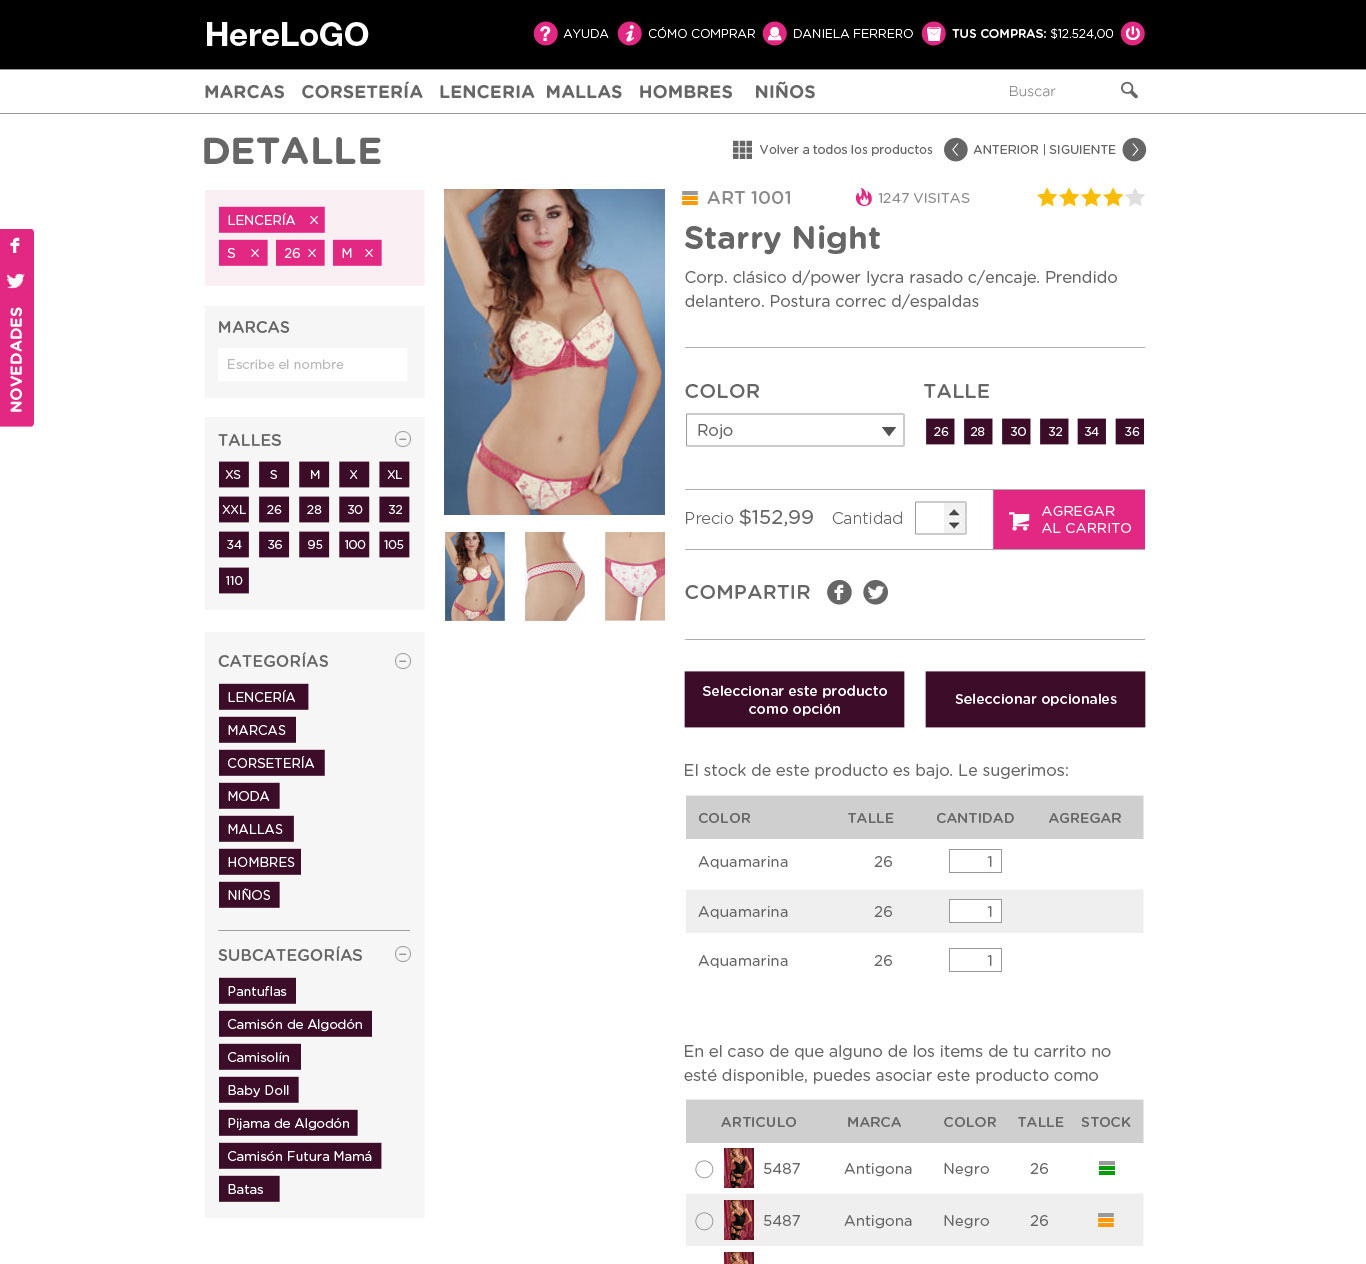 HereLoGO
AYUDA
CÓMO COMPRAR
DANIELA FERRERO
TUS COMPRAS: $12.524,00
MARCAS CORSETERÍA LENCERIA MALLAS HOMBRES NIÑOS
Buscar
DETALLE
Volver a todos los productos
ANTERIOR | SIGUIENTE
NOVEDADES
LENCERÍA ×
S × 26 × M ×
MARCAS
Escribe el nombre
TALLES
XS S M X XL
XXL 26 28 30 32
34 36 95 100 105
110
CATEGORÍAS
LENCERÍA
MARCAS
CORSETERÍA
MODA
MALLAS
HOMBRES
NIÑOS
SUBCATEGORÍAS
Pantuflas
Camisón de Algodón
Camisolín
Baby Doll
Pijama de Algodón
Camisón Futura Mamá
Batas
ART 1001
1247 VISITAS
Starry Night
Corp. clásico d/power lycra rasado c/encaje. Prendido
delantero. Postura correc d/espaldas
COLOR
Rojo
TALLE
26 28 30 32 34 36
Precio $152,99
Cantidad
AGREGAR
AL CARRITO
COMPARTIR
Seleccionar este producto
como opción
Seleccionar opcionales
El stock de este producto es bajo. Le sugerimos:
COLOR TALLE CANTIDAD AGREGAR
Aquamarina 26 1
Aquamarina 26 1
Aquamarina 26 1
En el caso de que alguno de los items de tu carrito no
esté disponible, puedes asociar este producto como
ARTICULO MARCA COLOR TALLE STOCK
5487 Antigona Negro 26
5487 Antigona Negro 26